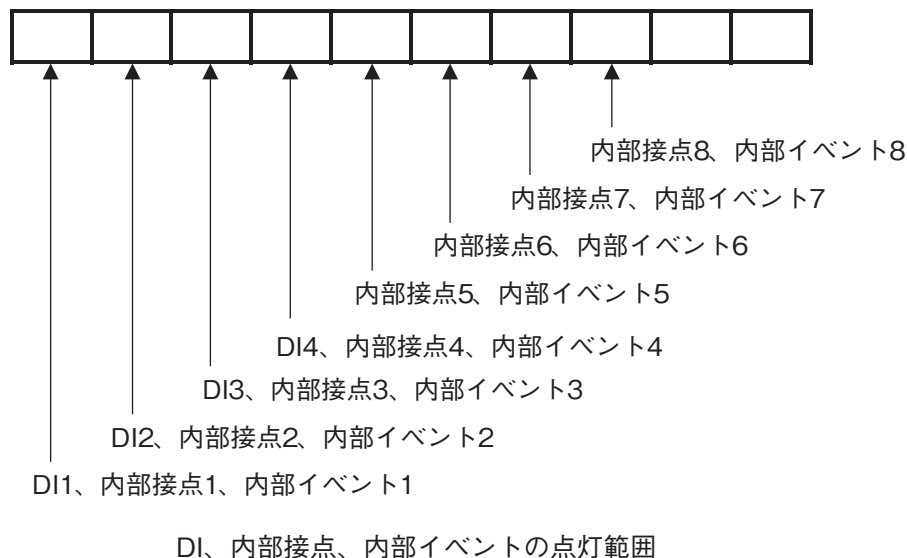 内部接点8、内部イベント8
内部接点7、内部イベント7
内部接点6、内部イベント6
内部接点5、内部イベント5
DI4、内部接点4、内部イベント4
DI3、内部接点3、内部イベント3
DI2、内部接点2、内部イベント2
DI1、内部接点1、内部イベント1
DI、内部接点、内部イベントの点灯範囲